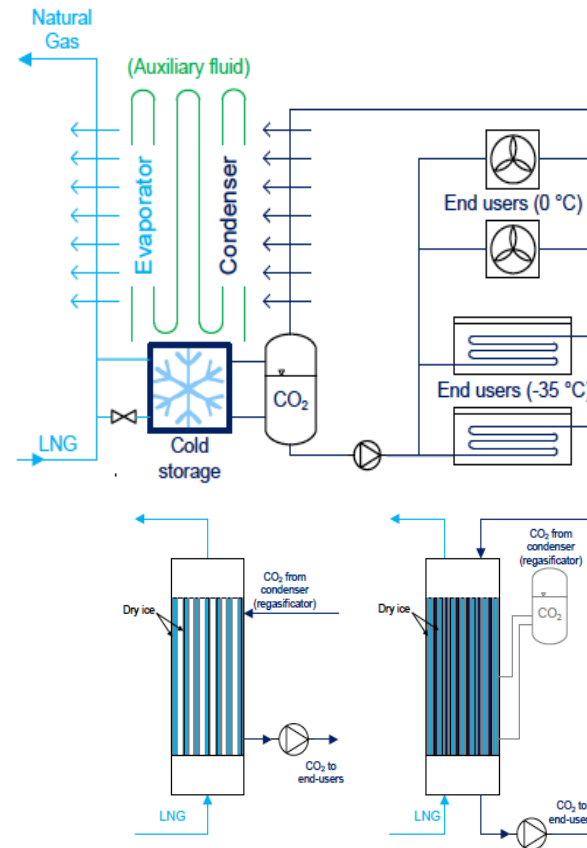 Natural
Gas
(Auxiliary fluid)
Evaporator
Condenser
End users (0 °C)
CO₂
End users (-35 °C)
LNG
Cold
storage
CO₂ from
condenser
(regasificator)
Dry ice
CO₂ to
end-users
LNG
CO₂ from
condenser
(regasificator)
CO₂
Dry ice
CO₂ to
end-user
LNG